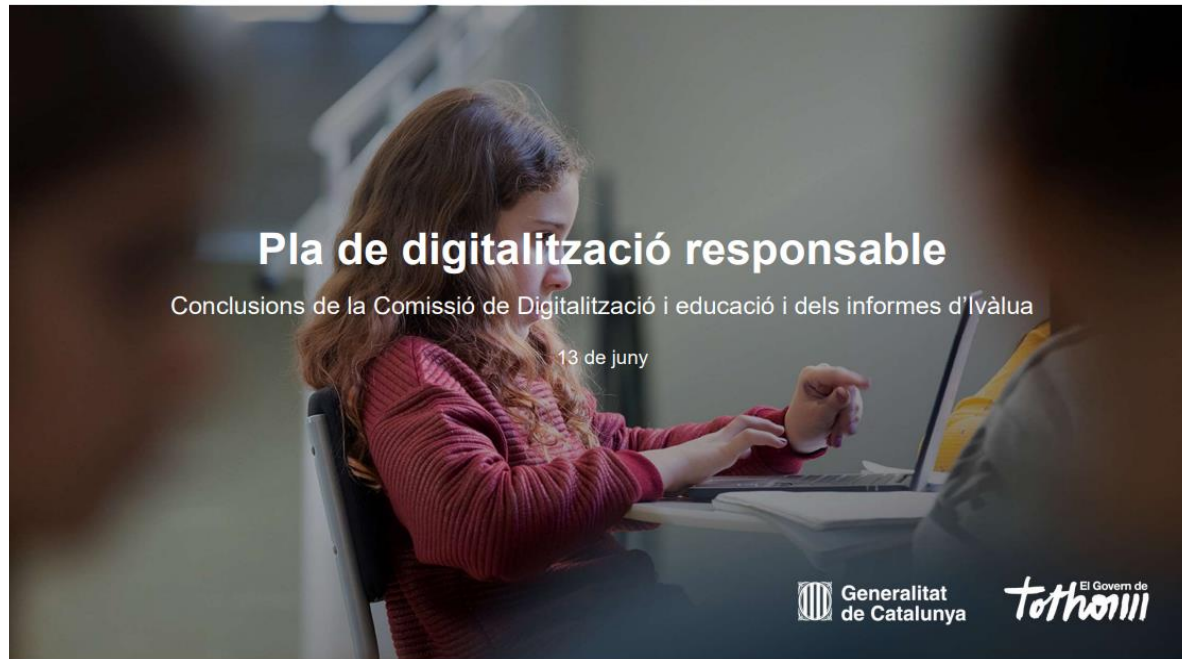 Pla de digitalització responsable
Conclusions de la Comissió de Digitalització i educació i dels informes d'Ivàlua
13 de juny
Generalitat
de Catalunya
El Govern de
tothom